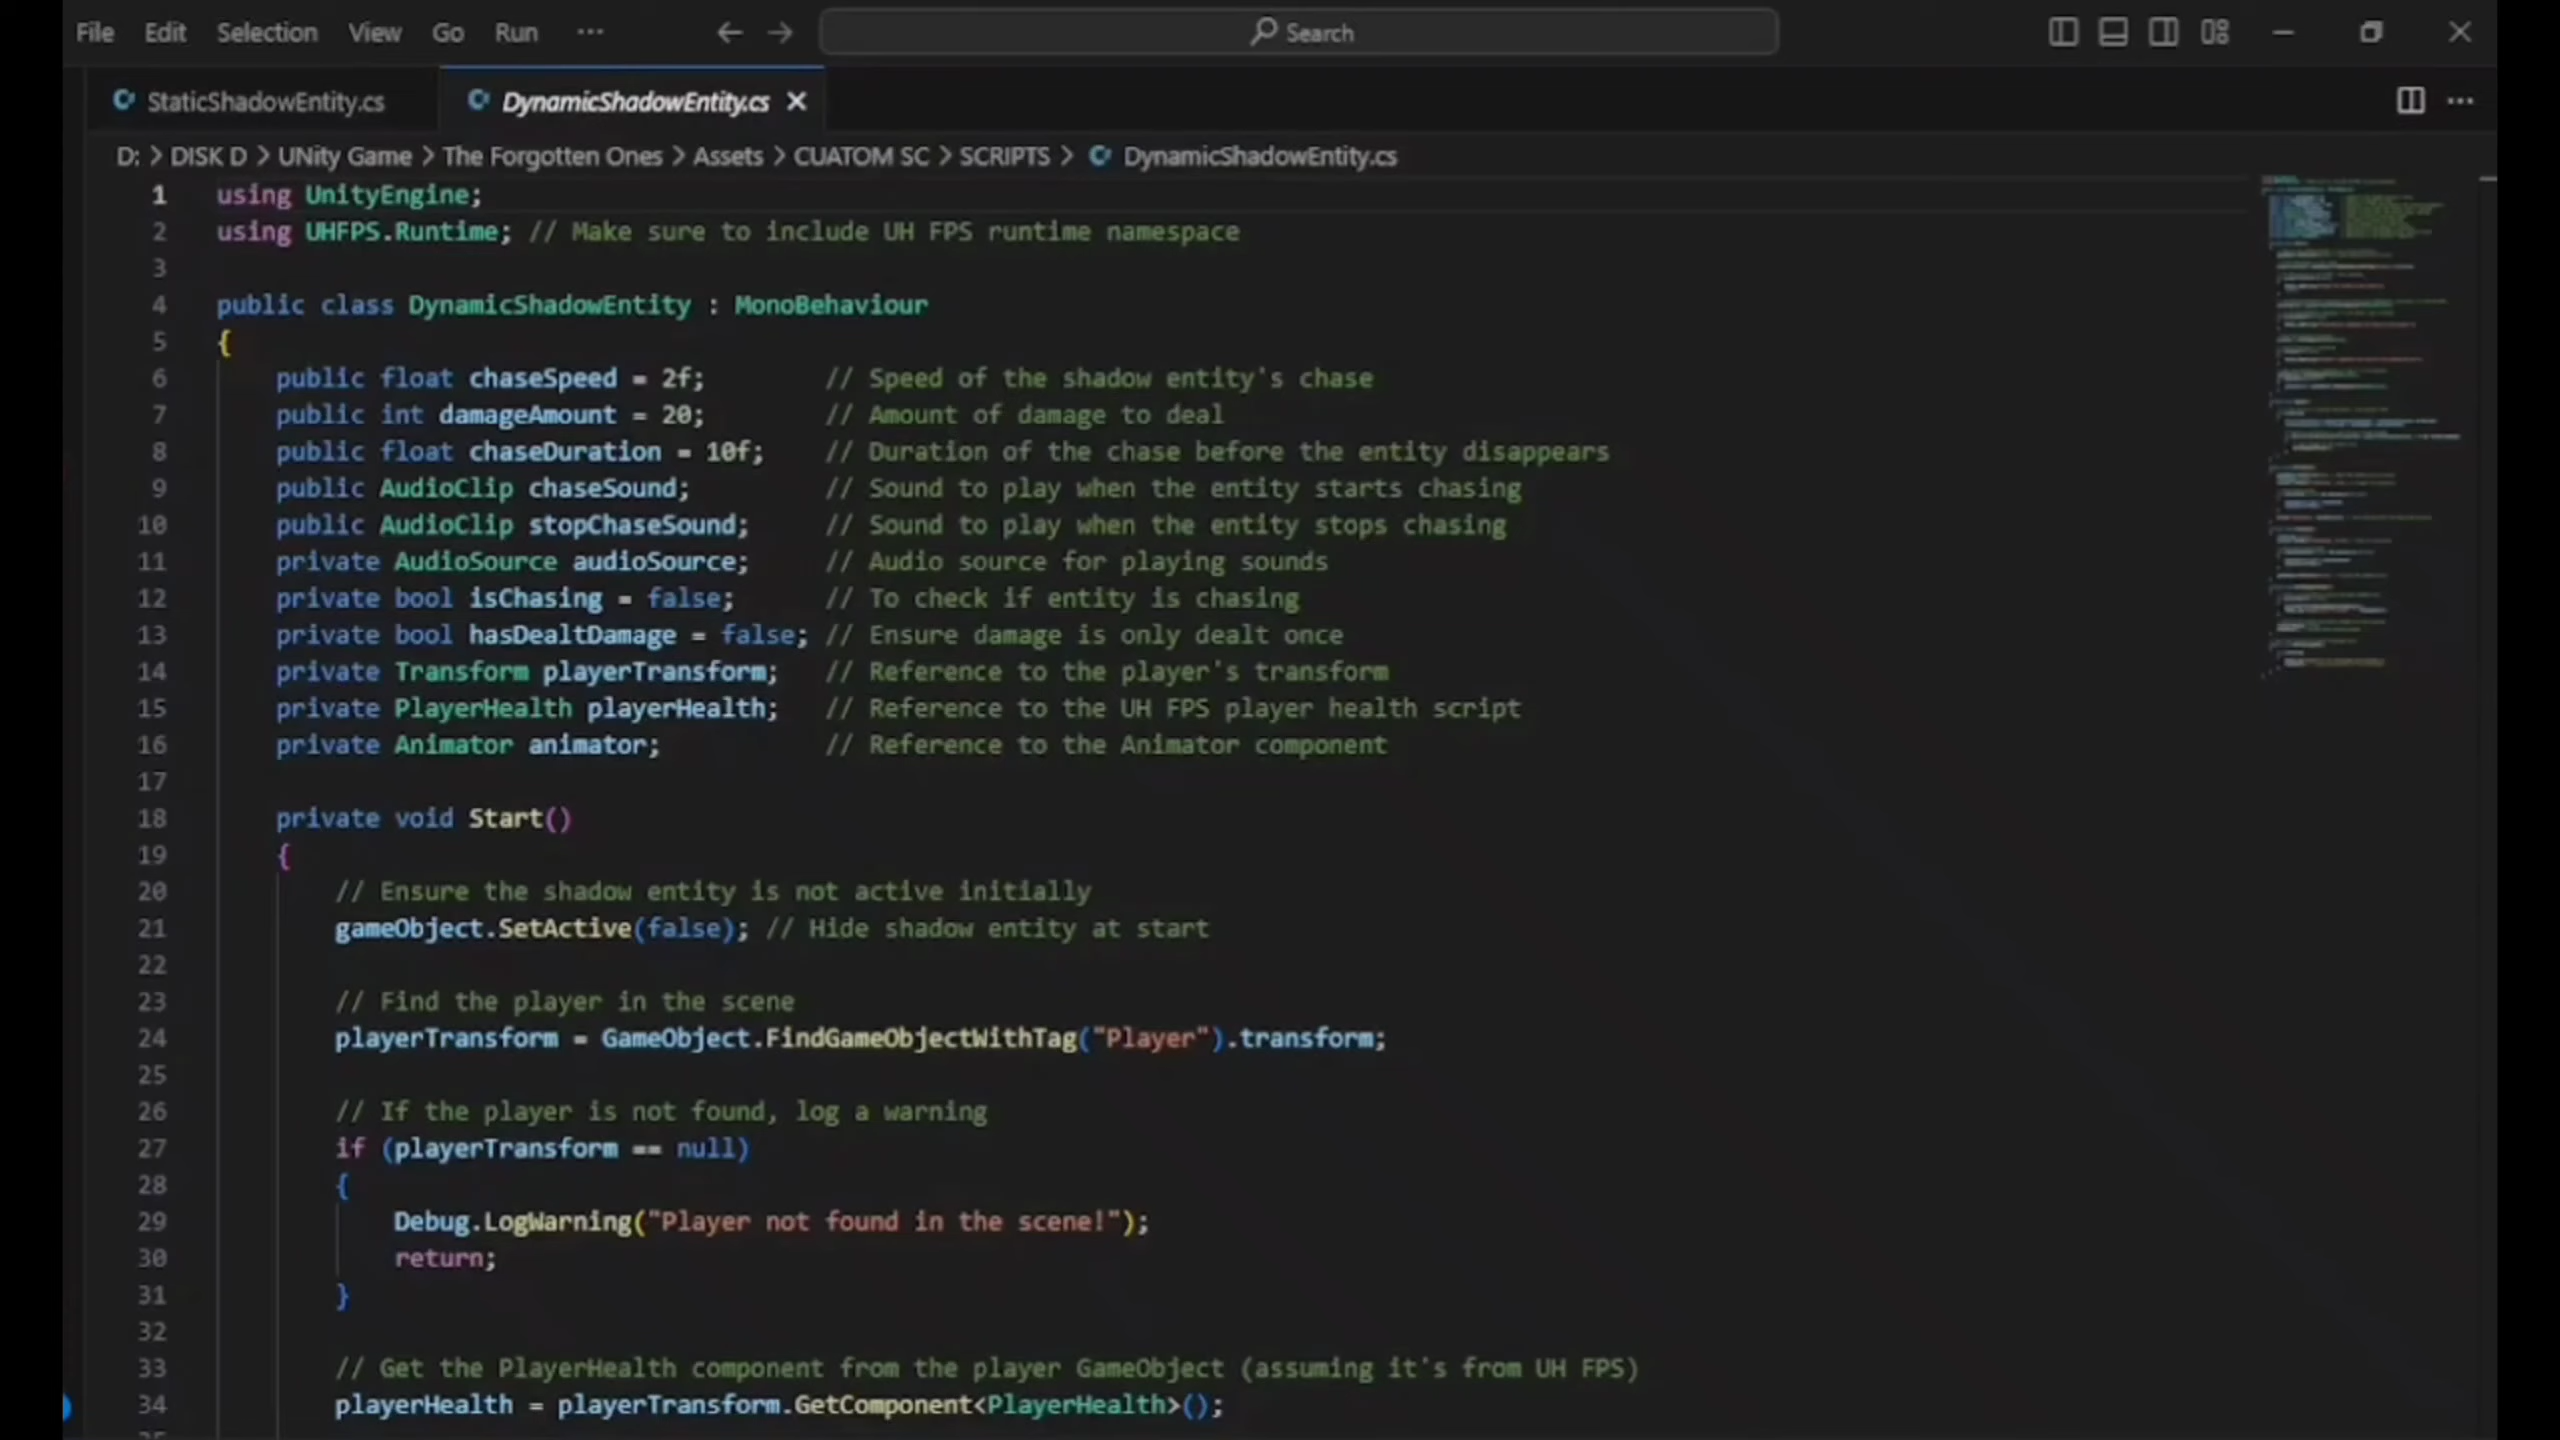 File Edit Selection View Go Run ··· Search
StaticShadowEntity.cs DynamicShadowEntity.cs
D: > DISK D > UNity Game > The Forgotten Ones > Assets > CUATOM SC > SCRIPTS > DynamicShadowEntity.cs
1 using UnityEngine;
2 using UHFPS.Runtime; // Make sure to include UH FPS runtime namespace
3
4 public class DynamicShadowEntity : MonoBehaviour
5 {
6 public float chaseSpeed = 2f; // Speed of the shadow entity's chase
7 public int damageAmount = 20; // Amount of damage to deal
8 public float chaseDuration = 10f; // Duration of the chase before the entity disappears
9 public AudioClip chaseSound; // Sound to play when the entity starts chasing
10 public AudioClip stopChaseSound; // Sound to play when the entity stops chasing
11 private AudioSource audioSource; // Audio source for playing sounds
12 private bool isChasing = false; // To check if entity is chasing
13 private bool hasDealtDamage = false; // Ensure damage is only dealt once
14 private Transform playerTransform; // Reference to the player's transform
15 private PlayerHealth playerHealth; // Reference to the UH FPS player health script
16 private Animator animator; // Reference to the Animator component
17
18 private void Start()
19 {
20 // Ensure the shadow entity is not active initially
21 gameObject.SetActive(false); // Hide shadow entity at start
22
23 // Find the player in the scene
24 playerTransform = GameObject.FindGameObjectWithTag("Player").transform;
25
26 // If the player is not found, log a warning
27 if (playerTransform == null)
28 {
29 Debug.LogWarning("Player not found in the scene!");
30 return;
31 }
32
33 // Get the PlayerHealth component from the player GameObject (assuming it's from UH FPS)
34 playerHealth = playerTransform.GetComponent<PlayerHealth>();